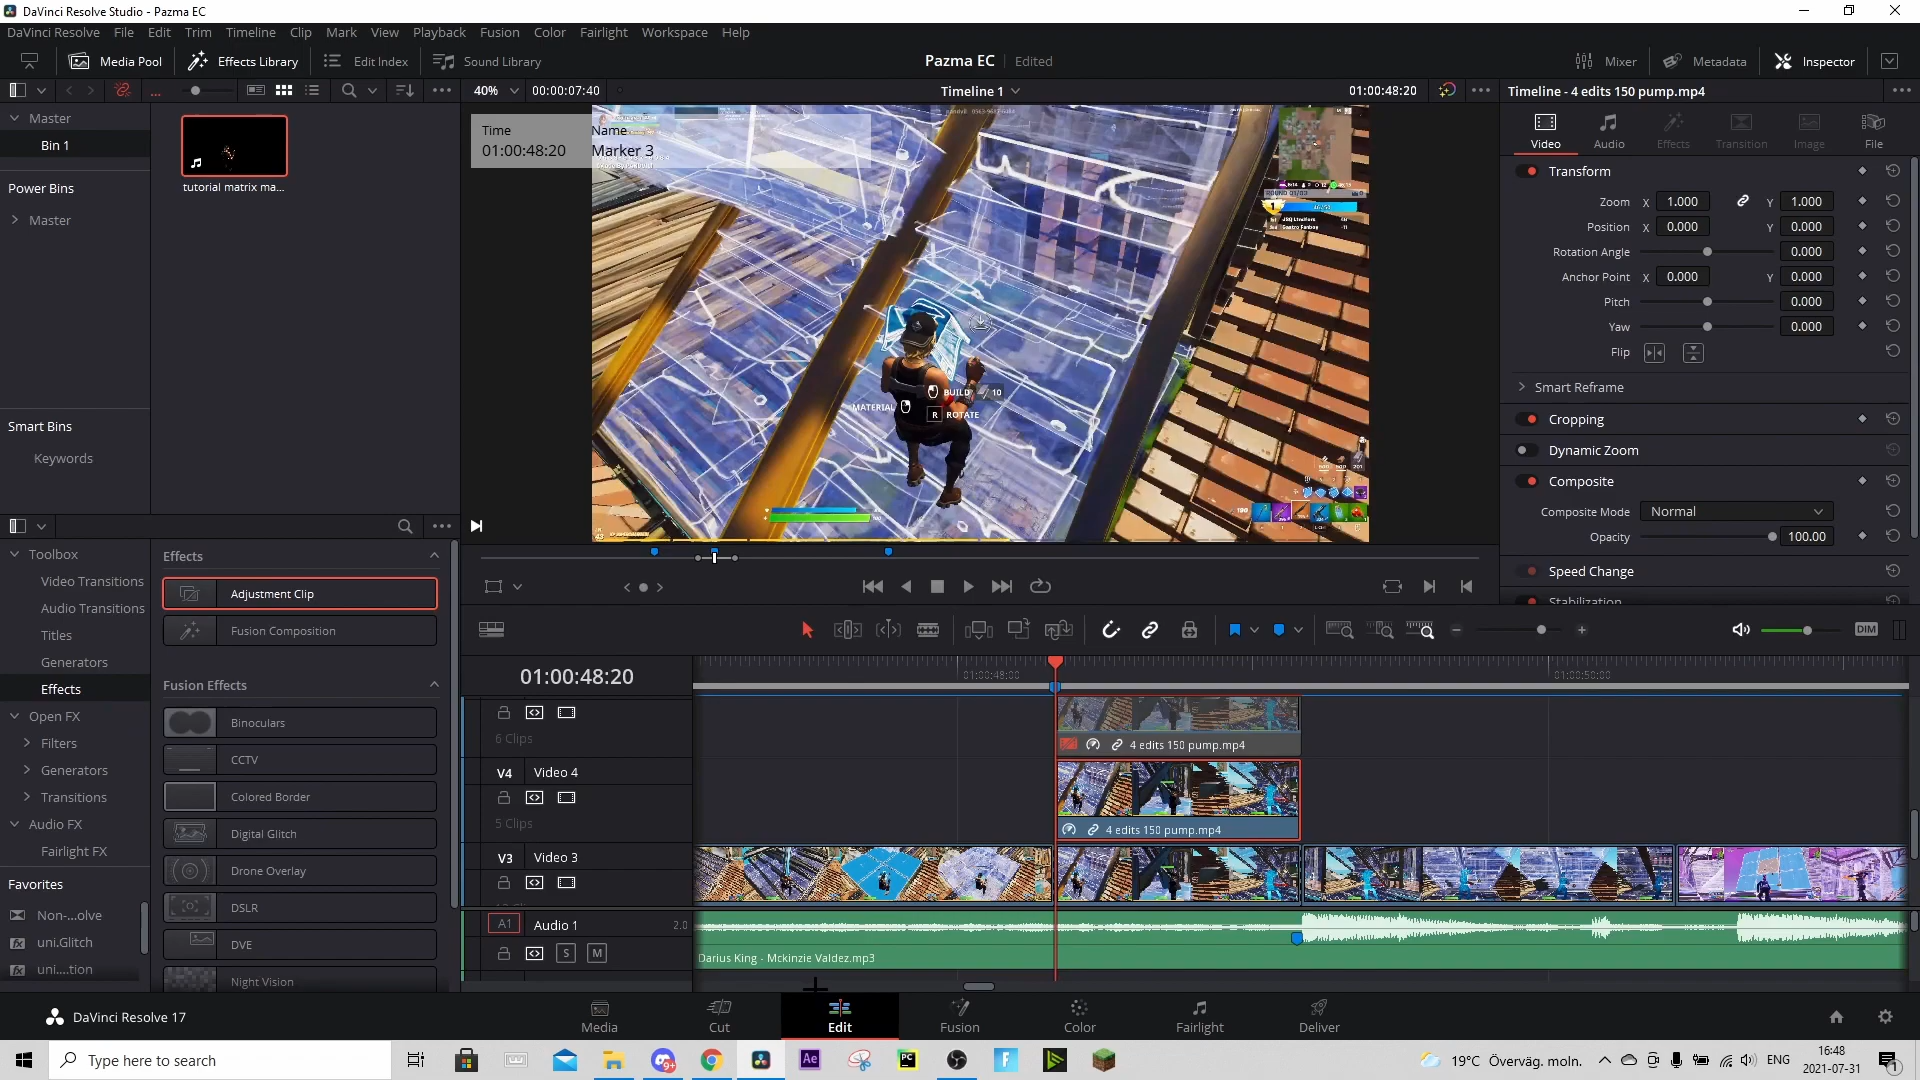 DaVinci Resolve Studio - Pazma EC
DaVinci Resolve File Edit Trim Timeline Clip Mark View Playback Fusion Color Fairlight Workspace Help
Media Pool Effects Library Edit Index Sound Library
Pazma EC Edited
Mixer Metadata Inspector
40% 00:00:07:40 Timeline 1 01:00:48:20
Timeline - 4 edits 150 pump.mp4
Master
Bin 1
Power Bins
Master
Smart Bins
Keywords
tutorial matrix ma...
Time Name
01:00:48:20 Marker 3
BUILD 10
MATERIAL
R ROTATE
Video Audio Effects Transition Image File
Transform
Zoom X 1.000 Y 1.000
Position X 0.000 Y 0.000
Rotation Angle 0.000
Anchor Point X 0.000 Y 0.000
Pitch 0.000
Yaw 0.000
Flip
Smart Reframe
Cropping
Dynamic Zoom
Composite
Composite Mode Normal
Opacity 100.00
Speed Change
Stabilization
Toolbox
Video Transitions
Audio Transitions
Titles
Generators
Effects
Open FX
Filters
Generators
Transitions
Audio FX
Fairlight FX
Favorites
Non-...olve
uni.Glitch
uni....tion
Effects
Adjustment Clip
Fusion Composition
Fusion Effects
Binoculars
CCTV
Colored Border
Digital Glitch
Drone Overlay
DSLR
DVE
Night Vision
DIM
01:00:48:20
01:00:48:00 01:00:50:00
6 Clips
4 edits 150 pump.mp4
V4 Video 4
5 Clips
4 edits 150 pump.mp4
V3 Video 3
A1 Audio 1 2.0
S M
Darius King - Mckinzie Valdez.mp3
DaVinci Resolve 17
Media Cut Edit Fusion Color Fairlight Deliver
Type here to search
9+
Ae
PC
F
19°C Överväg. moln.
ENG
16:48
2021-07-31
1